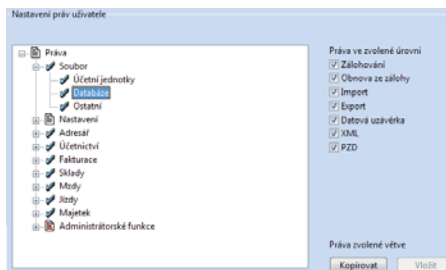 Nastavení práv uživatele
Práva
Soubor
Účetní jednotky
Databáze
Ostatní
Nastavení
Adresář
Účetnictví
Fakturace
Sklady
Mzdy
Jízdy
Majetek
Administrátorské funkce
Práva ve zvolené úrovni
Zálohování
Obnova ze zálohy
Import
Export
Datová uzávěrka
XML
PZD
Práva zvolené větve
Kopírovat
Vložit